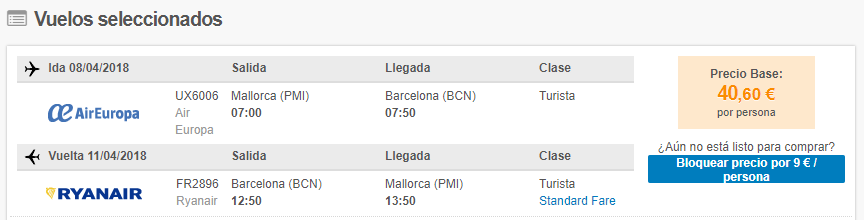 Vuelos seleccionados
Ida 08/04/2018 Salida Llegada Clase
AirEuropa UX6006 Mallorca (PMI) Barcelona (BCN) Turista
Air 07:00 07:50
Europa
Vuelta 11/04/2018 Salida Llegada Clase
RYANAIR FR2896 Barcelona (BCN) Mallorca (PMI) Turista
Ryanair 12:50 13:50 Standard Fare
Precio Base:
40,60 €
por persona
¿Aún no está listo para comprar?
Bloquear precio por 9 € /
persona